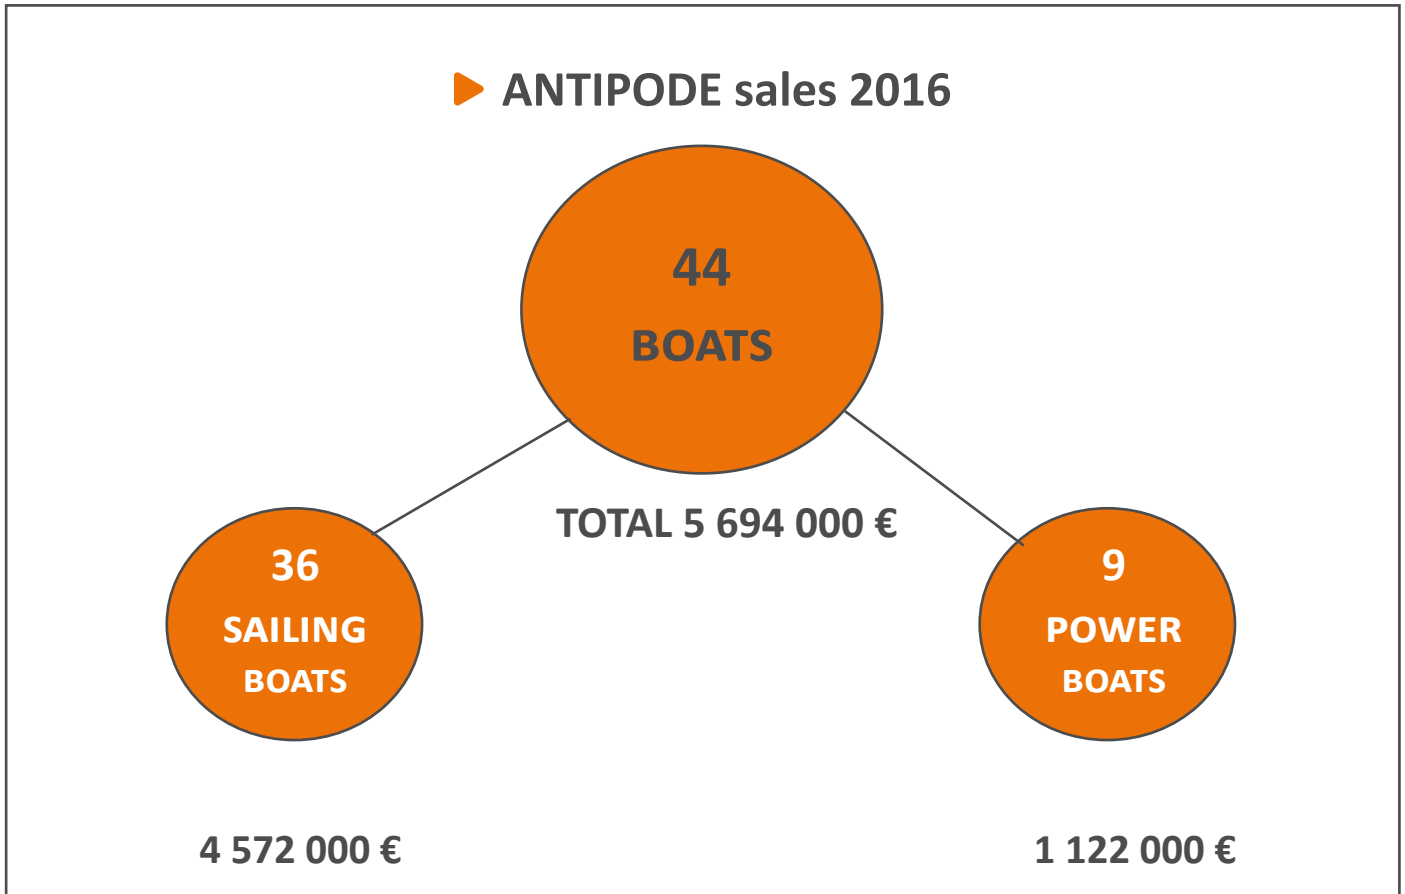 ANTIPODE sales 2016
44
BOATS
TOTAL 5 694 000 €
36
SAILING
BOATS
9
POWER
BOATS
4 572 000 €
1 122 000 €